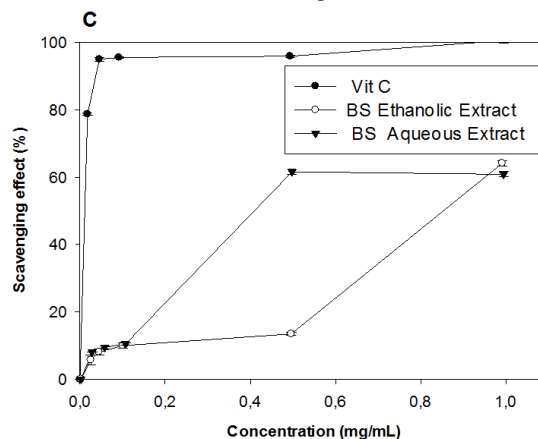 C
100
80
60
40
20
0
Scavenging effect (%)
Vit C
BS Ethanolic Extract
BS Aqueous Extract
0,0 0,2 0,4 0,6 0,8 1,0
Concentration (mg/mL)